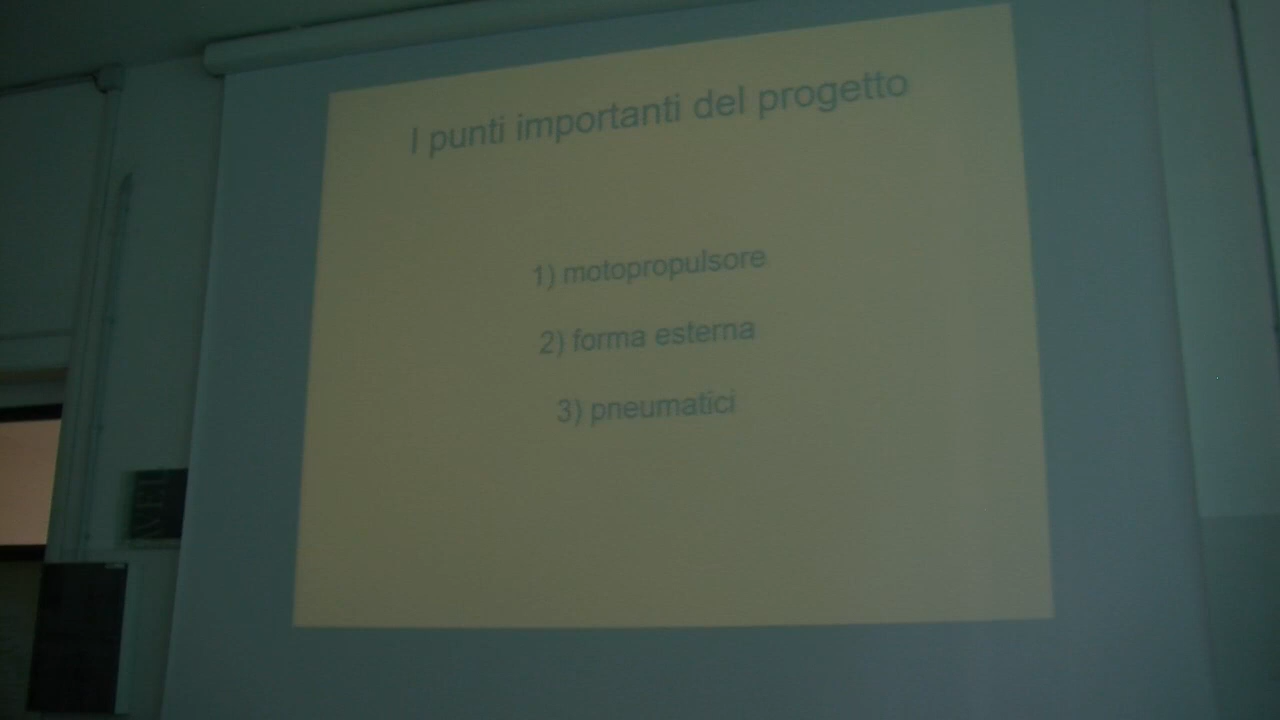 I punti importanti del progetto
1) motopropulsore
2) forma esterna
3) pneumatici